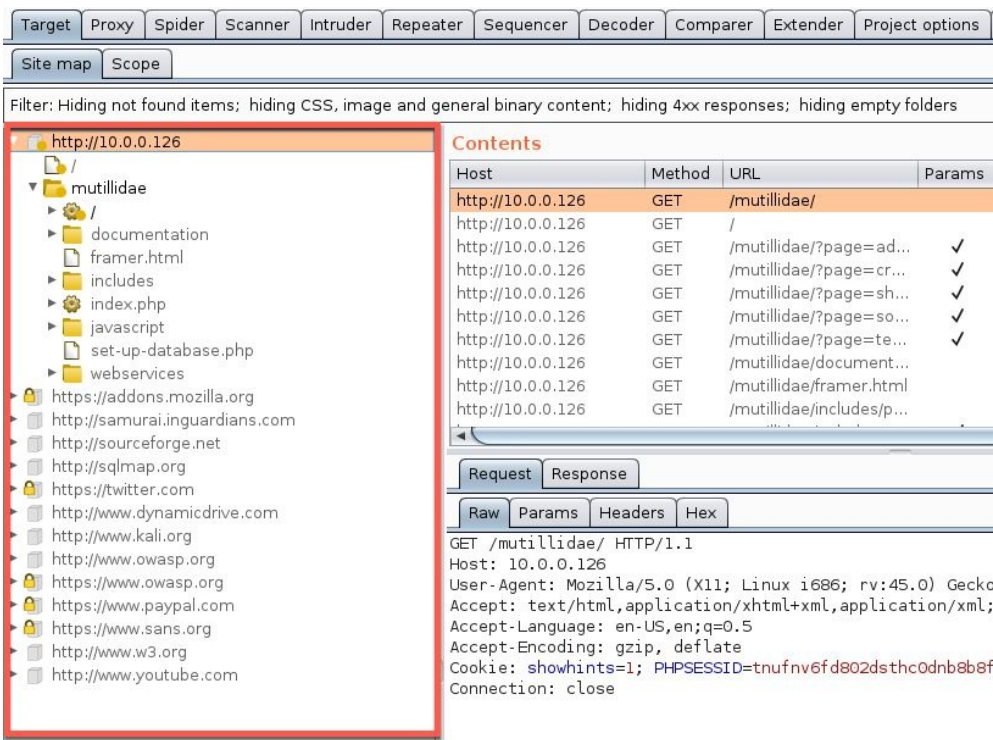 Target Proxy Spider Scanner Intruder Repeater Sequencer Decoder Comparer Extender Project options
Site map Scope
Filter: Hiding not found items; hiding CSS, image and general binary content; hiding 4xx responses; hiding empty folders
http://10.0.0.126
/
mutillidae
/
documentation
framer.html
includes
index.php
javascript
set-up-database.php
webservices
https://addons.mozilla.org
http://samurai.inguardians.com
http://sourceforge.net
http://sqlmap.org
https://twitter.com
http://www.dynamicdrive.com
http://www.kali.org
http://www.owasp.org
https://www.owasp.org
https://www.paypal.com
https://www.sans.org
http://www.w3.org
http://www.youtube.com
Contents
Host Method URL Params
http://10.0.0.126 GET /mutillidae/
http://10.0.0.126 GET /
http://10.0.0.126 GET /mutillidae/?page=ad... ✓
http://10.0.0.126 GET /mutillidae/?page=cr... ✓
http://10.0.0.126 GET /mutillidae/?page=sh... ✓
http://10.0.0.126 GET /mutillidae/?page=so... ✓
http://10.0.0.126 GET /mutillidae/?page=te... ✓
http://10.0.0.126 GET /mutillidae/document...
http://10.0.0.126 GET /mutillidae/framer.html
http://10.0.0.126 GET /mutillidae/includes/p...
Request Response
Raw Params Headers Hex
GET /mutillidae/ HTTP/1.1
Host: 10.0.0.126
User-Agent: Mozilla/5.0 (X11; Linux i686; rv:45.0) Gecko
Accept: text/html,application/xhtml+xml,application/xml;
Accept-Language: en-US,en;q=0.5
Accept-Encoding: gzip, deflate
Cookie: showhints=1; PHPSESSID=tnufnv6fd802dsthc0dnb8b8f
Connection: close